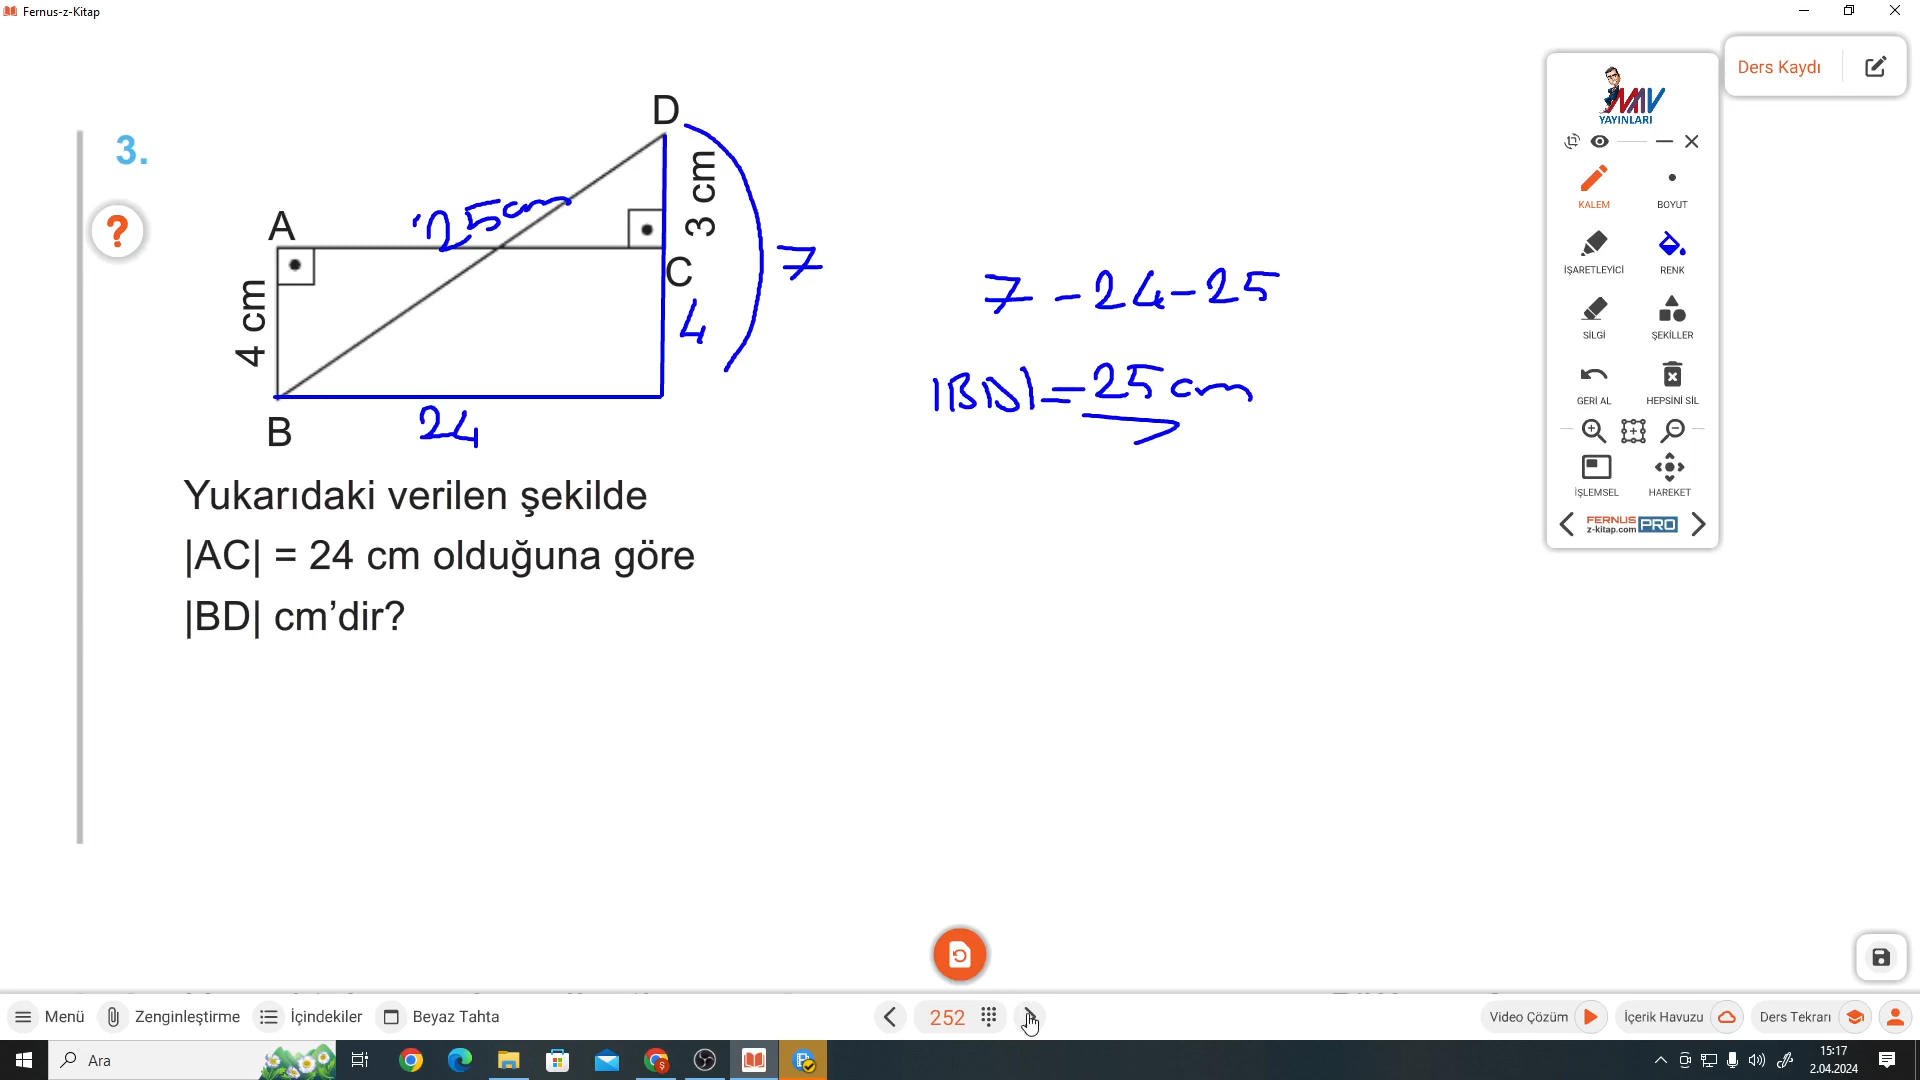 Fernus-z-Kitap
Ders Kaydı
MMV
YAYINLARI
3.
D
3 cm
25cm
A
7
C
4 cm
4
7 - 24 - 25
|BD| = 25 cm
B
24
Yukarıdaki verilen şekilde
|AC| = 24 cm olduğuna göre
|BD| cm’dir?
KALEM
BOYUT
İŞARETLEYİCİ
RENK
SİLGİ
ŞEKİLLER
GERİ AL
HEPSİNİ SİL
İŞLEMSEL
HAREKET
FERNUS PRO
z-kitap.com
Menü
Zenginleştirme
İçindekiler
Beyaz Tahta
252
Video Çözüm
İçerik Havuzu
Ders Tekrarı
Ara
15:17
2.04.2024